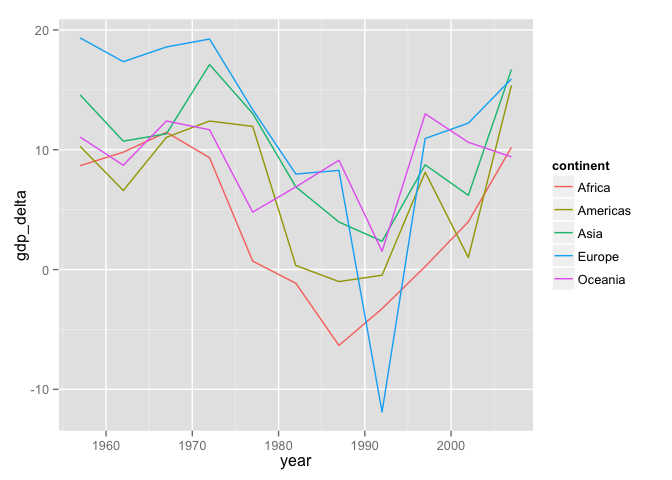 20
10
0
-10
gdp_delta
1960 1970 1980 1990 2000
year
continent
Africa
Americas
Asia
Europe
Oceania